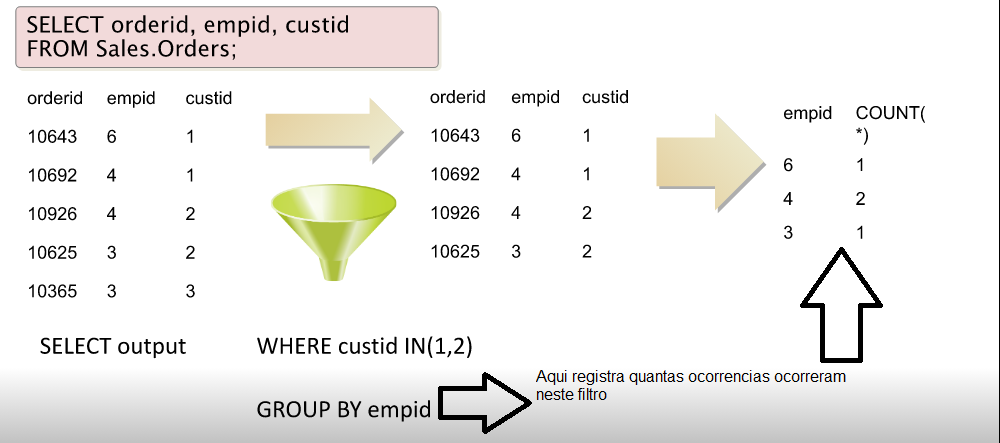 SELECT orderid, empid, custid
FROM Sales.Orders;
orderid empid custid
10643 6 1
10692 4 1
10926 4 2
10625 3 2
10365 3 3
SELECT output
orderid empid custid
10643 6 1
10692 4 1
10926 4 2
10625 3 2
WHERE custid IN(1,2)
empid COUNT(
*)
6 1
4 2
3 1
GROUP BY empid
Aqui registra quantas ocorrencias ocorreram
neste filtro